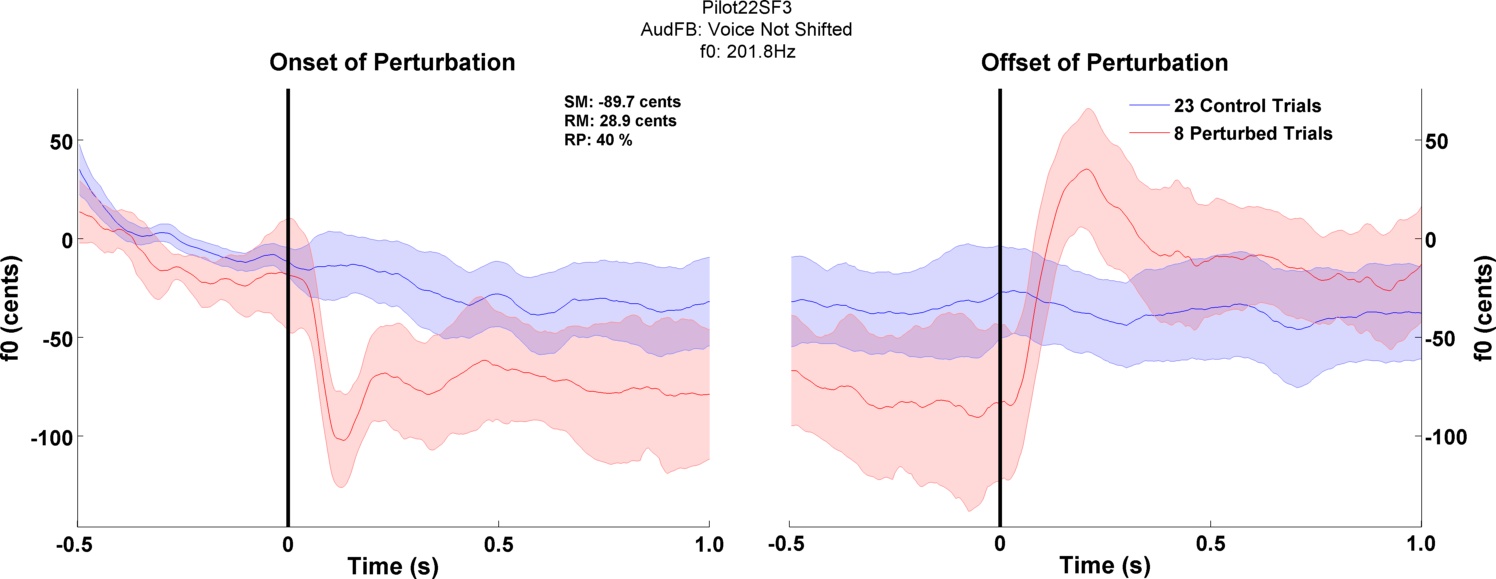 Pilot22SF3
AudFB: Voice Not Shifted
f0: 201.8Hz
Onset of Perturbation
SM: -89.7 cents
RM: 28.9 cents
RP: 40 %
50
0
-50
-100
f0 (cents)
-0.5
0
0.5
1.0
Time (s)
Offset of Perturbation
23 Control Trials
8 Perturbed Trials
50
0
-50
-100
f0 (cents)
-0.5
0
0.5
1.0
Time (s)